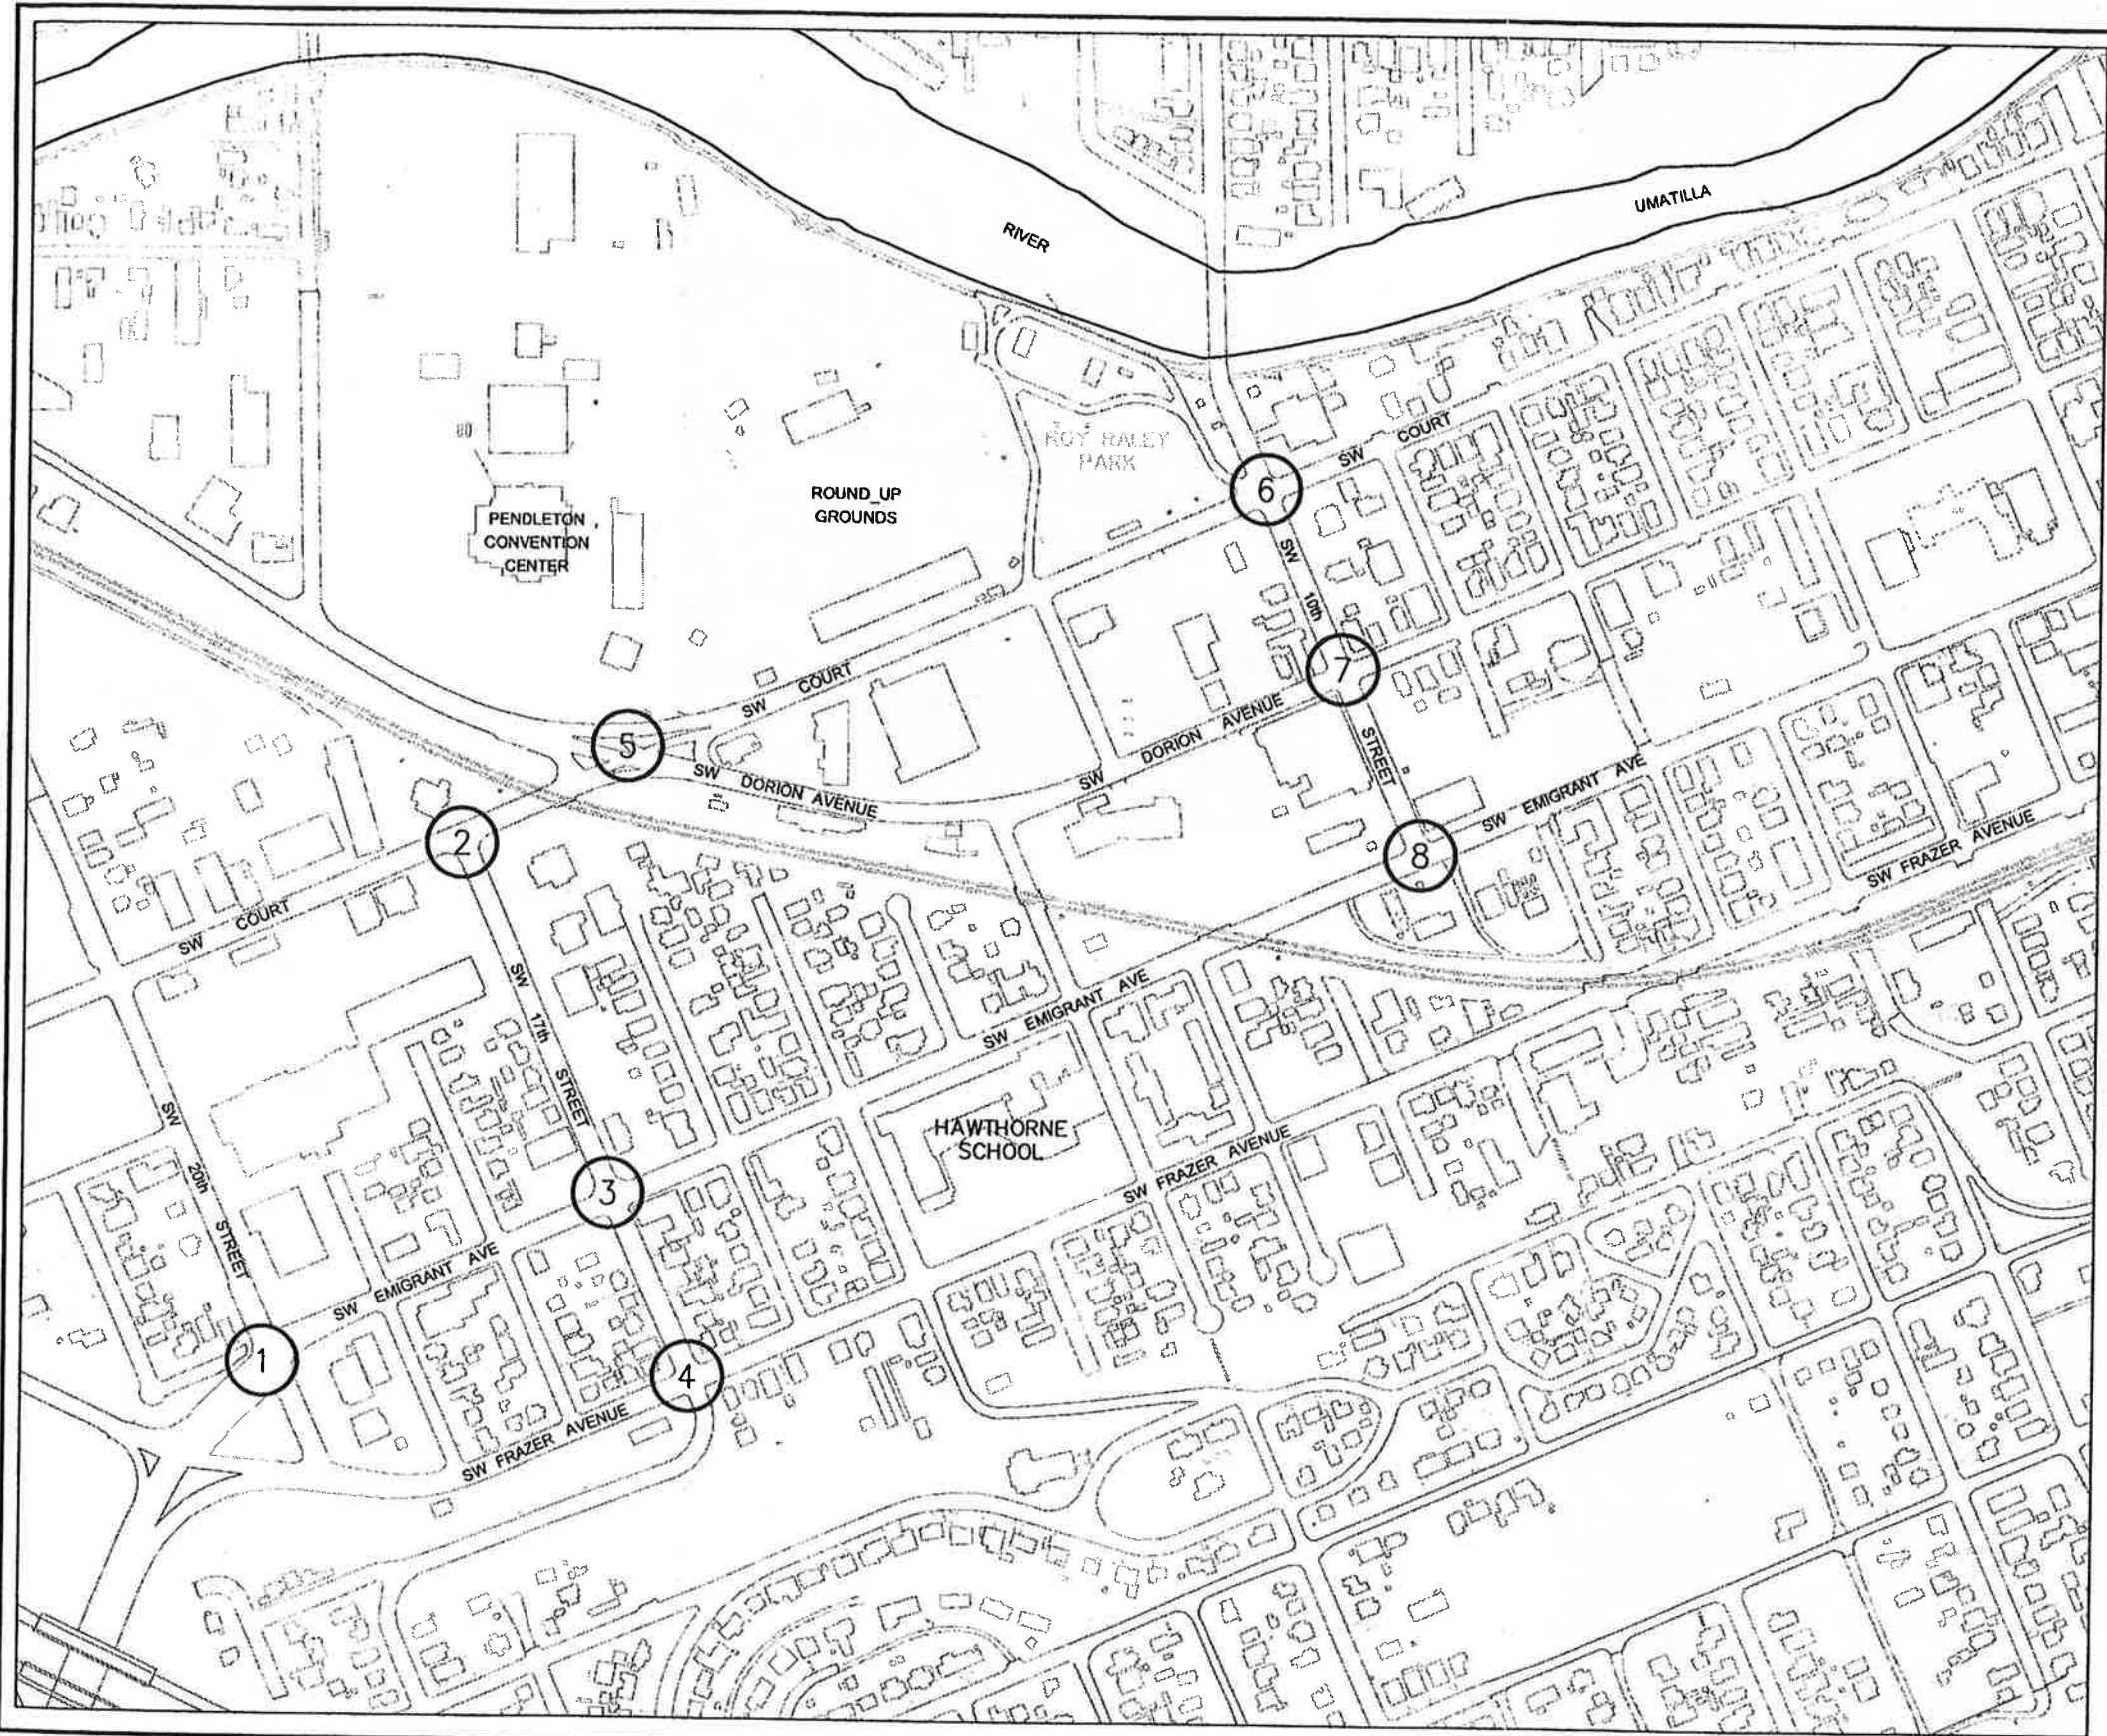 UMATILLA
RIVER
ROY RALEY
PARK
SW COURT
6
ROUND_UP
GROUNDS
PENDLETON
CONVENTION
CENTER
SW 10th STREET
7
SW COURT
5
SW DORION AVENUE
SW DORION AVENUE
SW EMIGRANT AVE
8
SW FRAZER AVENUE
2
SW COURT
SW 17th STREET
SW EMIGRANT AVE
HAWTHORNE
SCHOOL
SW FRAZER AVENUE
SW 20th STREET
3
SW EMIGRANT AVE
1
4
SW FRAZER AVENUE